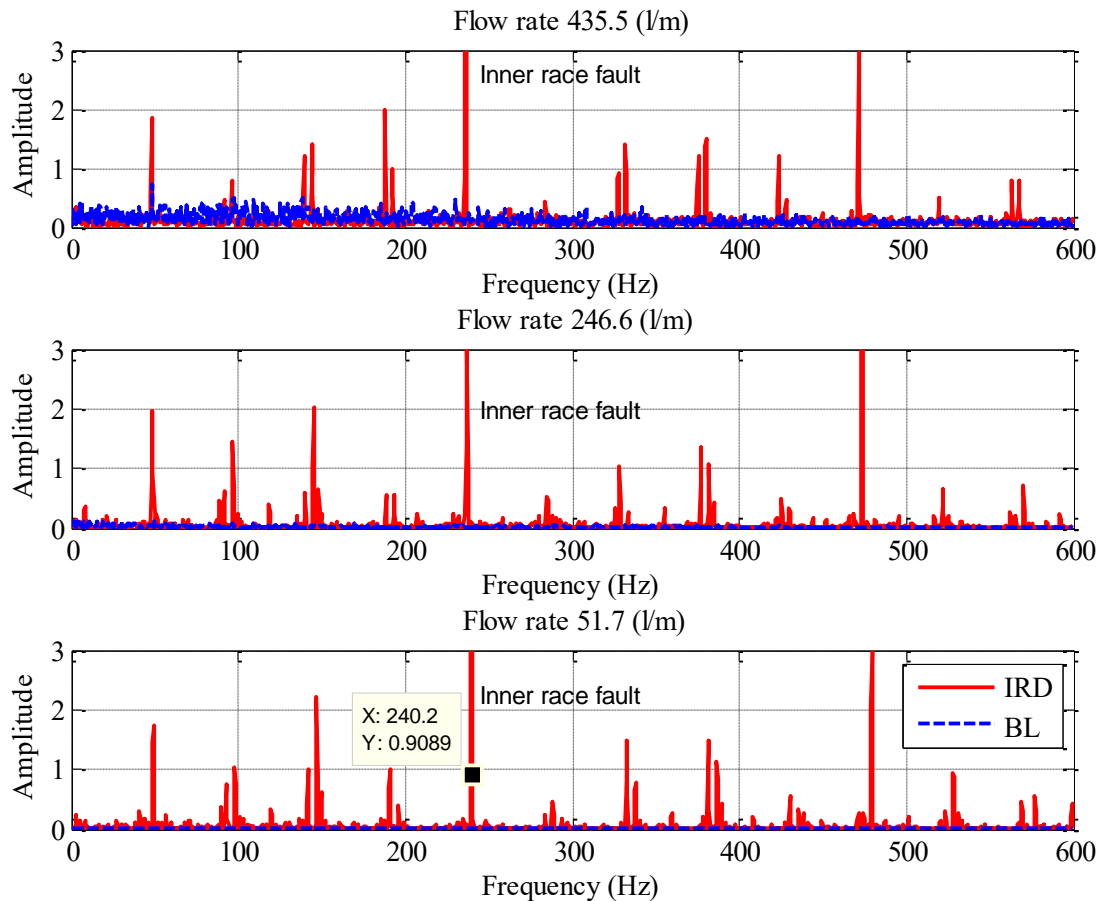 Flow rate 435.5 (l/m)
3
2
1
0
Amplitude
Inner race fault
0 100 200 300 400 500 600
Frequency (Hz)
Flow rate 246.6 (l/m)
3
2
1
0
Amplitude
Inner race fault
0 100 200 300 400 500 600
Frequency (Hz)
Flow rate 51.7 (l/m)
3
2
1
0
Amplitude
Inner race fault
X: 240.2
Y: 0.9089
IRD
BL
0 100 200 300 400 500 600
Frequency (Hz)